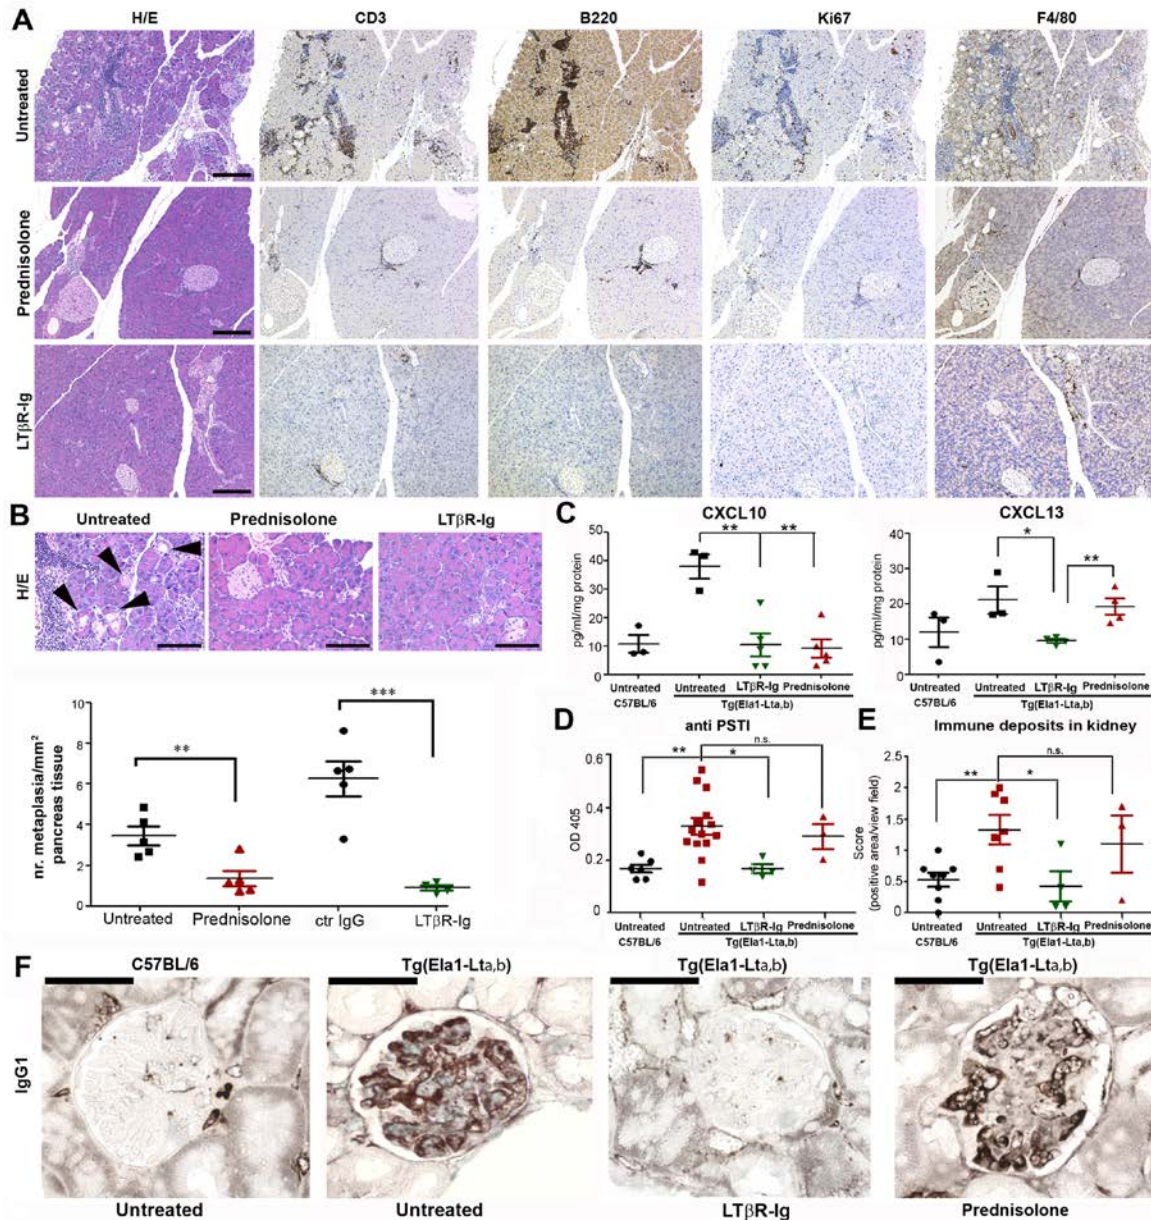 A
H/E
CD3
B220
Ki67
F4/80
Untreated
Prednisolone
LTβR-Ig
B
Untreated
Prednisolone
LTβR-Ig
H/E
nr. metaplasia/mm²
pancreas tissue
10
8
6
4
2
0
**
***
Untreated
Prednisolone
ctr IgG
LTβR-Ig
C
CXCL10
pg/ml/mg protein
50
40
30
20
10
0
**
**
Untreated
C57BL/6
Untreated
LTβR-Ig
Prednisolone
Tg(Ela1-Lta,b)
CXCL13
pg/ml/mg protein
40
30
20
10
0
*
**
Untreated
C57BL/6
Untreated
LTβR-Ig
Prednisolone
Tg(Ela1-Lta,b)
D
anti PSTI
OD 405
0.6
0.4
0.2
0
**
*
n.s.
Untreated
C57BL/6
Untreated
LTβR-Ig
Prednisolone
Tg(Ela1-Lta,b)
E
Immune deposits in kidney
Score
(positive area/view field)
2.5
2.0
1.5
1.0
0.5
0
**
*
n.s.
Untreated
C57BL/6
Untreated
LTβR-Ig
Prednisolone
Tg(Ela1-Lta,b)
F
C57BL/6
Tg(Ela1-Lta,b)
Tg(Ela1-Lta,b)
Tg(Ela1-Lta,b)
IgG1
Untreated
Untreated
LTβR-Ig
Prednisolone